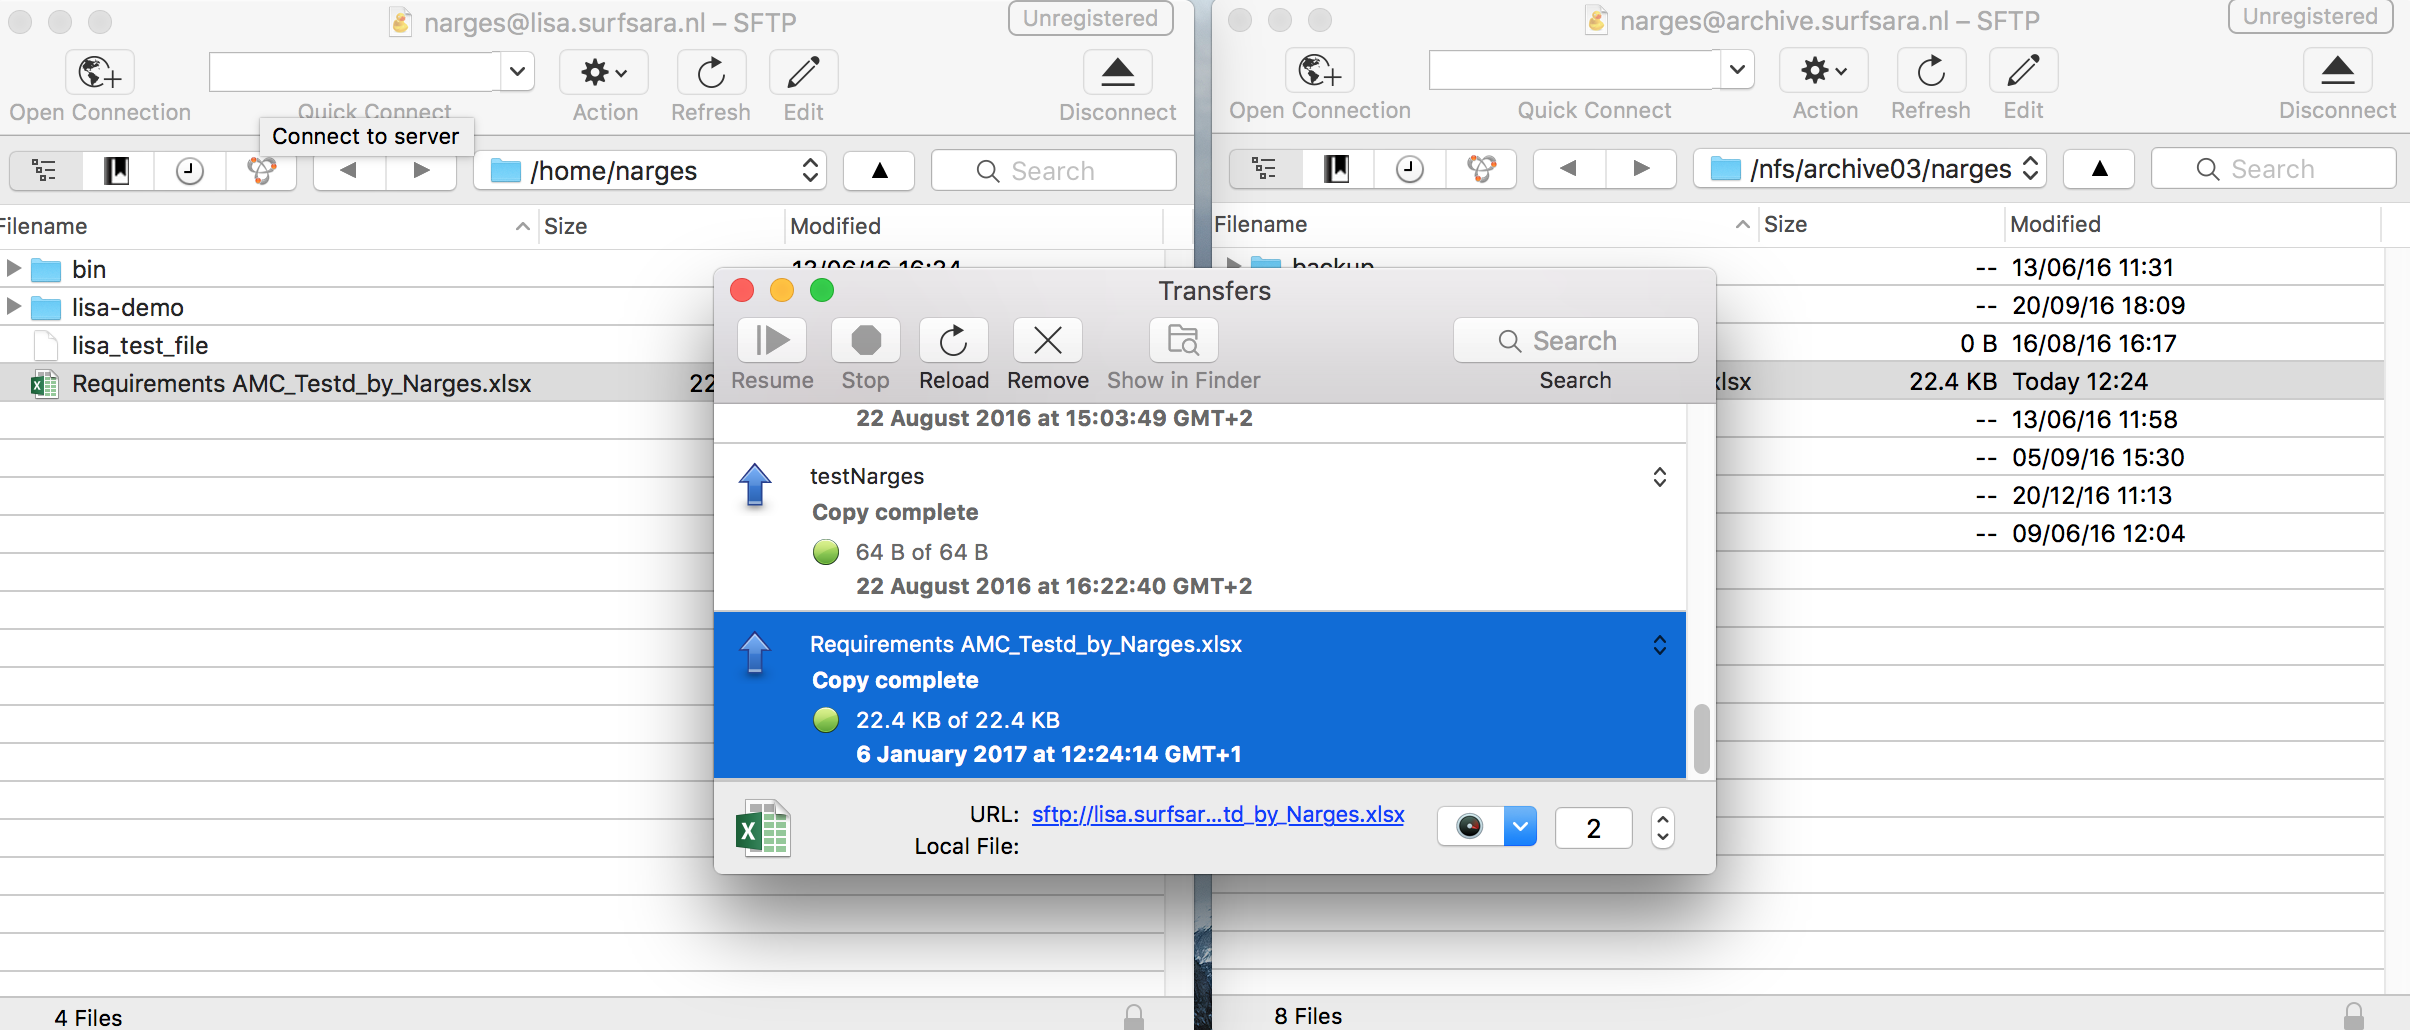 narges@lisa.surfsara.nl – SFTP
Unregistered
Open Connection
Quick Connect
Action
Refresh
Edit
Disconnect
Connect to server
/home/narges
Search
Filename
Size
Modified
bin
13/06/16 16:34
lisa-demo
lisa_test_file
Requirements AMC_Testd_by_Narges.xlsx
22
4 Files
narges@archive.surfsara.nl – SFTP
Unregistered
Open Connection
Quick Connect
Action
Refresh
Edit
Disconnect
/nfs/archive03/narges
Search
Filename
Size
Modified
backup
-- 13/06/16 11:31
-- 20/09/16 18:09
0 B 16/08/16 16:17
xlsx 22.4 KB Today 12:24
-- 13/06/16 11:58
-- 05/09/16 15:30
-- 20/12/16 11:13
-- 09/06/16 12:04
8 Files
Transfers
Resume
Stop
Reload
Remove
Show in Finder
Search
Search
22 August 2016 at 15:03:49 GMT+2
testNarges
Copy complete
64 B of 64 B
22 August 2016 at 16:22:40 GMT+2
Requirements AMC_Testd_by_Narges.xlsx
Copy complete
22.4 KB of 22.4 KB
6 January 2017 at 12:24:14 GMT+1
URL: sftp://lisa.surfsar...td_by_Narges.xlsx
2
Local File: